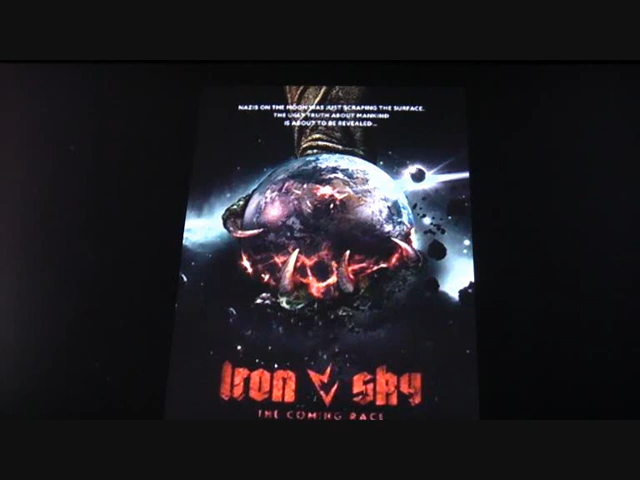 NAZIS ON THE MOON WAS JUST SCRAPING THE SURFACE.
THE UGLY TRUTH ABOUT MANKIND
IS ABOUT TO BE REVEALED...
Iron Sky
THE COMING RACE